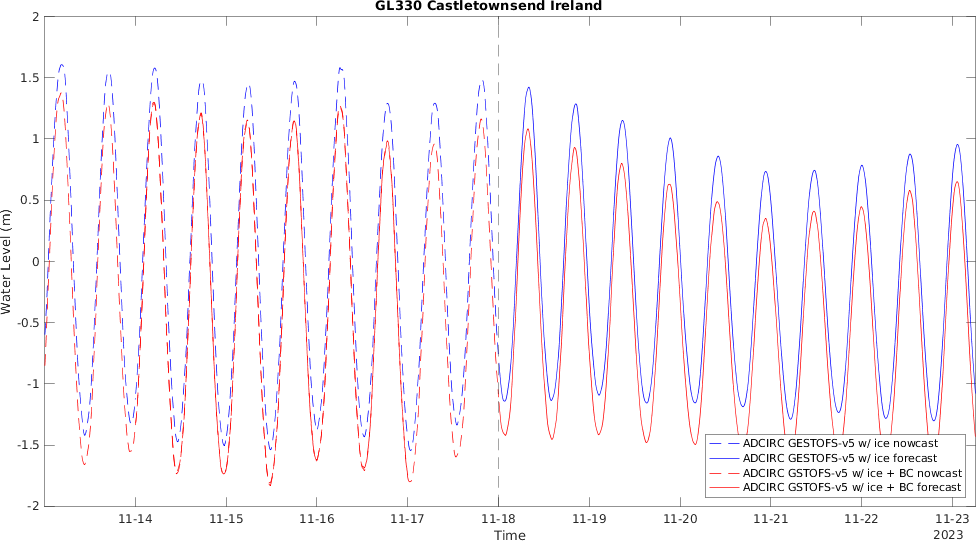 GL330 Castletownsend Ireland
2
1.5
1
0.5
0
-0.5
-1
-1.5
-2
Water Level (m)
ADCIRC GESTOFS-v5 w/ ice nowcast
ADCIRC GESTOFS-v5 w/ ice forecast
ADCIRC GSTOFS-v5 w/ ice + BC nowcast
ADCIRC GSTOFS-v5 w/ ice + BC forecast
11-14 11-15 11-16 11-17 11-18 11-19 11-20 11-21 11-22 11-23
Time
2023